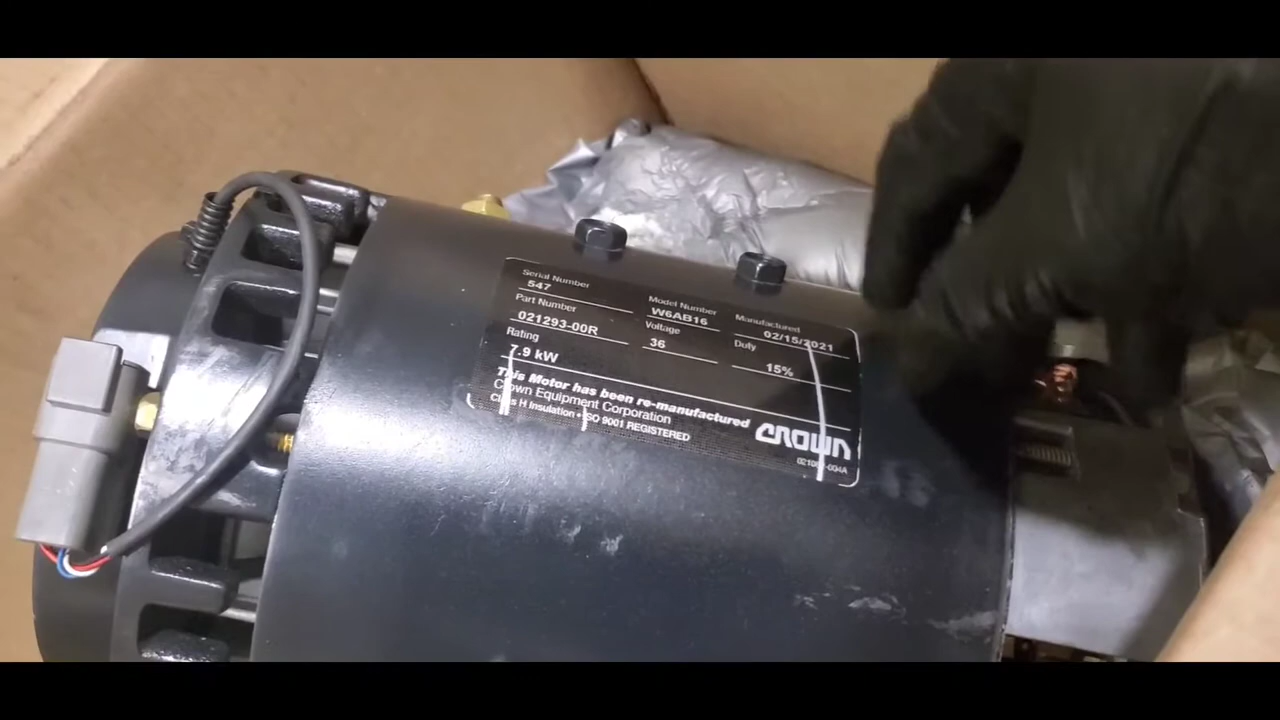 Serial Number
547
Part Number
021293-00R
Rating
7.9 kW
Model Number
W6AB16
Voltage
36
Manufactured
02/15/2021
Duty
15%
This Motor has been re-manufactured
Crown Equipment Corporation
Class H Insulation • ISO 9001 REGISTERED
CROWN